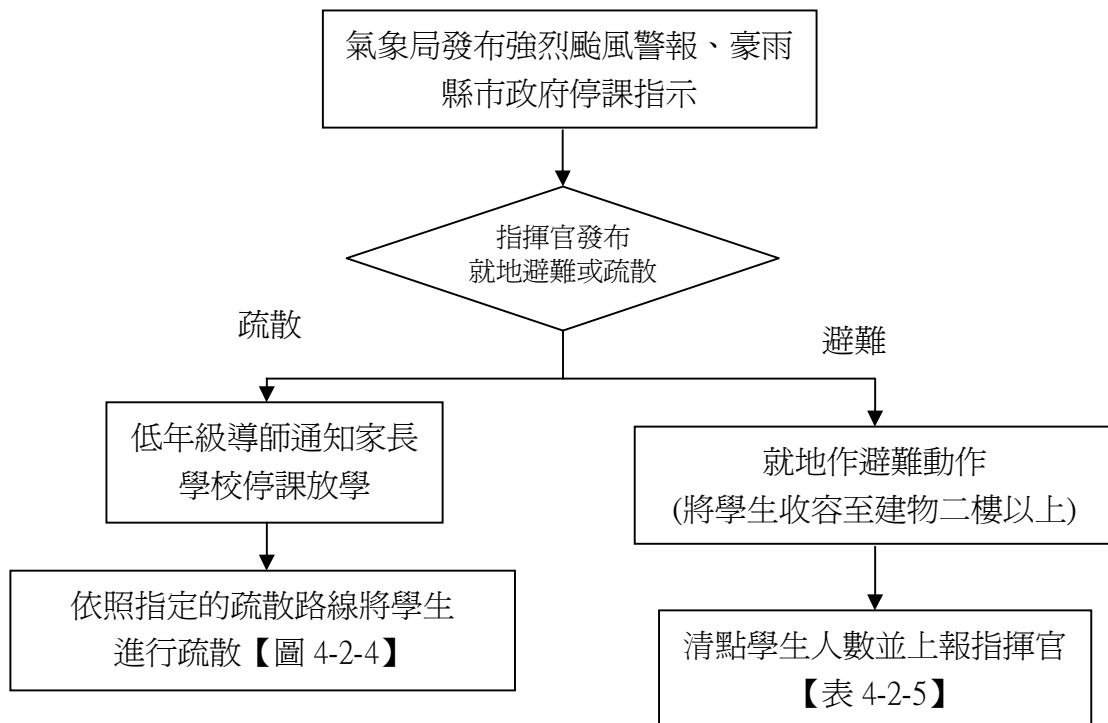 氣象局發布強烈颱風警報、豪雨
縣市政府停課指示
指揮官發布
就地避難或疏散
疏散
避難
低年級導師通知家長
學校停課放學
就地作避難動作
(將學生收容至建物二樓以上)
依照指定的疏散路線將學生
進行疏散【圖 4-2-4】
清點學生人數並上報指揮官
【表 4-2-5】